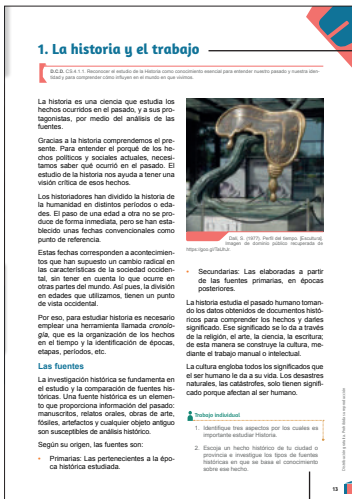 1. La historia y el trabajo
D.C.D. CS.4.1.1. Reconocer el estudio de la Historia como conocimiento esencial para entender nuestro pasado y nuestra iden-
tidad y para comprender cómo influyen en el mundo en que vivimos.
La historia es una ciencia que estudia los
hechos ocurridos en el pasado, y a sus pro-
tagonistas, por medio del análisis de las
fuentes.
Gracias a la historia comprendemos el pre-
sente. Para entender el porqué de los he-
chos políticos y sociales actuales, necesi-
tamos saber qué ocurrió en el pasado. El
estudio de la historia nos ayuda a tener una
visión crítica de esos hechos.
Los historiadores han dividido la historia de
la humanidad en distintos períodos o eda-
des. El paso de una edad a otra no se pro-
duce de forma inmediata, pero se han esta-
blecido unas fechas convencionales como
punto de referencia.
Estas fechas corresponden a acontecimien-
tos que han supuesto un cambio radical en
las características de la sociedad occiden-
tal, sin tener en cuenta lo que ocurre en
otras partes del mundo. Así pues, la división
en edades que utilizamos, tienen un punto
de vista occidental.
Por eso, para estudiar historia es necesario
emplear una herramienta llamada cronolo-
gía, que es la organización de los hechos
en el tiempo y la identificación de épocas,
etapas, períodos, etc.
Las fuentes
La investigación histórica se fundamenta en
el estudio y la comparación de fuentes his-
tóricas. Una fuente histórica es un elemen-
to que proporciona información del pasado:
manuscritos, relatos orales, obras de arte,
fósiles, artefactos y cualquier objeto antiguo
son susceptibles de análisis histórico.
Según su origen, las fuentes son:
• Primarias: Las pertenecientes a la épo-
ca histórica estudiada.
Dalí, S. (1977). Perfil del tiempo. [Escultura].
Imagen de dominio público recuperada de
• Secundarias: Las elaboradas a partir
de las fuentes primarias, en épocas
posteriores.
La historia estudia el pasado humano toman-
do los datos obtenidos de documentos histó-
ricos para comprender los hechos y darles
significado. Ese significado se lo da a través
de la religión, el arte, la ciencia, la escritura;
de esta manera se construye la cultura, me-
diante el trabajo manual o intelectual.
La cultura engloba todos los significados que
el ser humano le da a su vida. Los desastres
naturales, las catástrofes, solo tienen signifi-
cado porque afectan al ser humano.
Trabajo individual
1. Identifique tres aspectos por los cuales es
importante estudiar Historia.
2. Escoja un hecho histórico de tu ciudad o
provincia e investigue los tipos de fuentes
históricas en que se basa el conocimiento
sobre ese hecho.
13